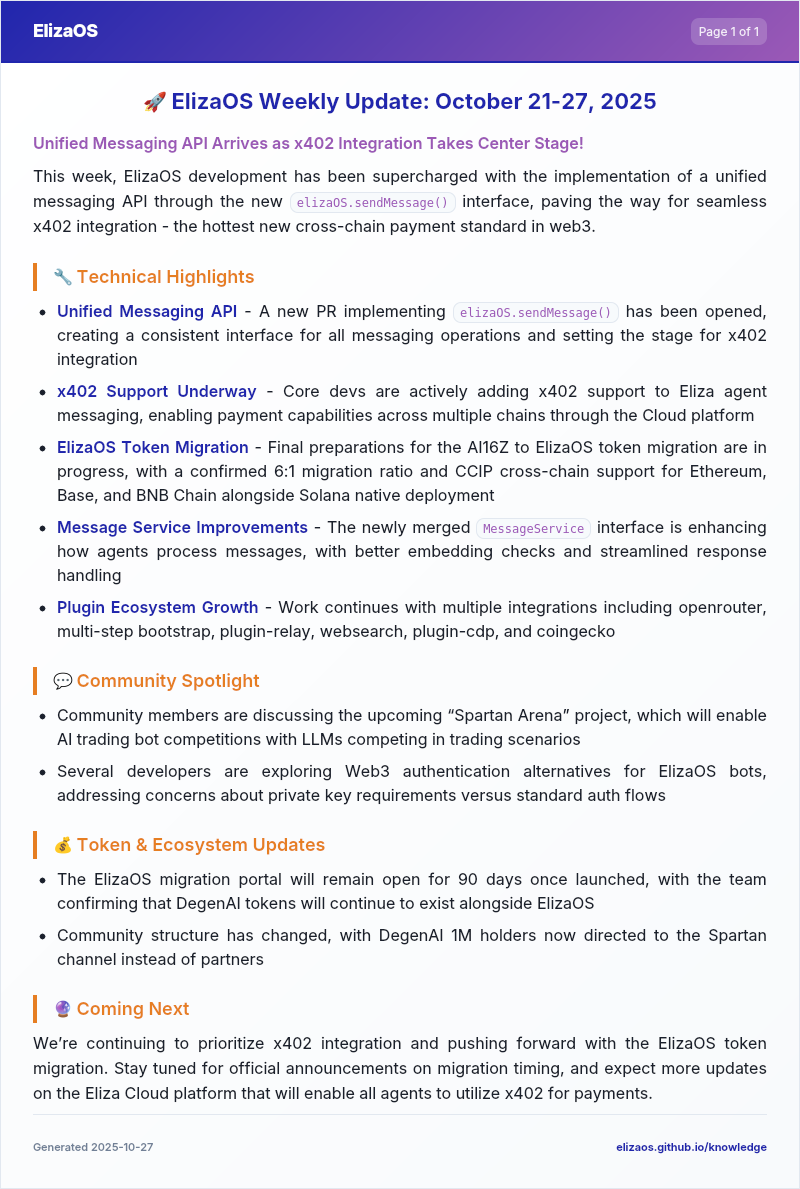 ElizaOS
Page 1 of 1
🚀 ElizaOS Weekly Update: October 21-27, 2025
Unified Messaging API Arrives as x402 Integration Takes Center Stage!
This week, ElizaOS development has been supercharged with the implementation of a unified
messaging API through the new elizaOS.sendMessage() interface, paving the way for seamless
x402 integration - the hottest new cross-chain payment standard in web3.
🔧 Technical Highlights
• Unified Messaging API - A new PR implementing elizaOS.sendMessage() has been opened,
creating a consistent interface for all messaging operations and setting the stage for x402
integration
• x402 Support Underway - Core devs are actively adding x402 support to Eliza agent
messaging, enabling payment capabilities across multiple chains through the Cloud platform
• ElizaOS Token Migration - Final preparations for the AI16Z to ElizaOS token migration are in
progress, with a confirmed 6:1 migration ratio and CCIP cross-chain support for Ethereum,
Base, and BNB Chain alongside Solana native deployment
• Message Service Improvements - The newly merged MessageService interface is enhancing
how agents process messages, with better embedding checks and streamlined response
handling
• Plugin Ecosystem Growth - Work continues with multiple integrations including openrouter,
multi-step bootstrap, plugin-relay, websearch, plugin-cdp, and coingecko
💬 Community Spotlight
• Community members are discussing the upcoming “Spartan Arena” project, which will enable
AI trading bot competitions with LLMs competing in trading scenarios
• Several developers are exploring Web3 authentication alternatives for ElizaOS bots,
addressing concerns about private key requirements versus standard auth flows
💰 Token & Ecosystem Updates
• The ElizaOS migration portal will remain open for 90 days once launched, with the team
confirming that DegenAI tokens will continue to exist alongside ElizaOS
• Community structure has changed, with DegenAI 1M holders now directed to the Spartan
channel instead of partners
🔮 Coming Next
We’re continuing to prioritize x402 integration and pushing forward with the ElizaOS token
migration. Stay tuned for official announcements on migration timing, and expect more updates
on the Eliza Cloud platform that will enable all agents to utilize x402 for payments.
Generated 2025-10-27
elizaos.github.io/knowledge